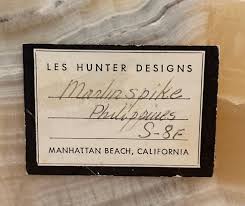 LES HUNTER DESIGNS
Marlinspike
Philippines
S-8F
MANHATTAN BEACH, CALIFORNIA